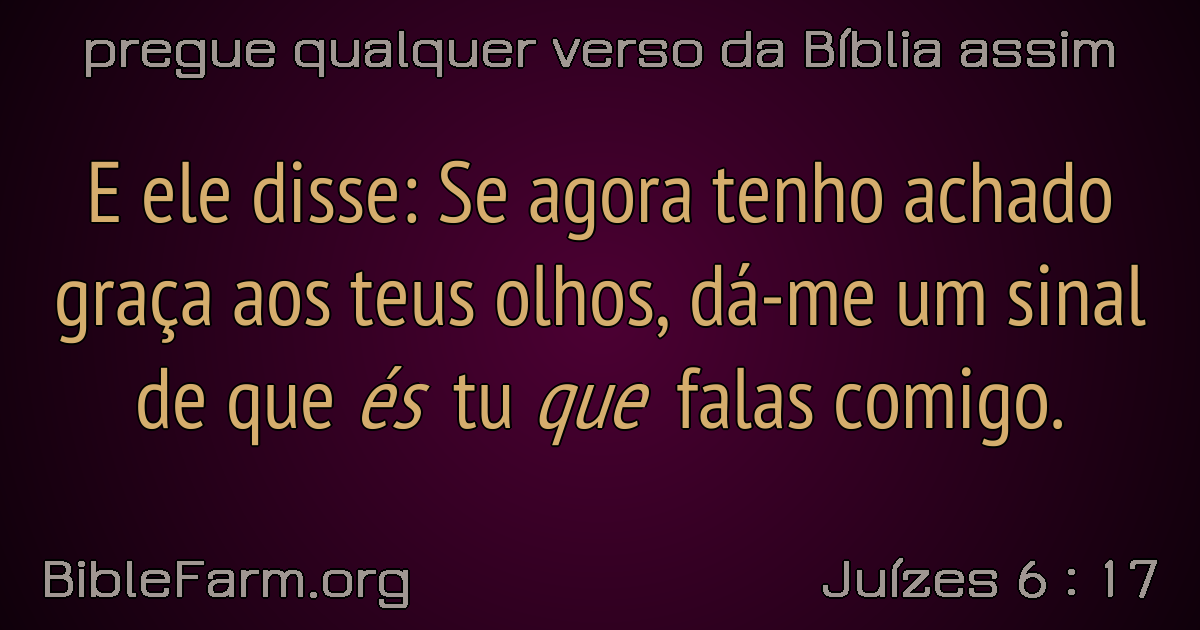 pregue qualquer verso da Bíblia assim
E ele disse: Se agora tenho achado
graça aos teus olhos, dá-me um sinal
de que és tu que falas comigo.
BibleFarm.org
Juízes 6 : 17